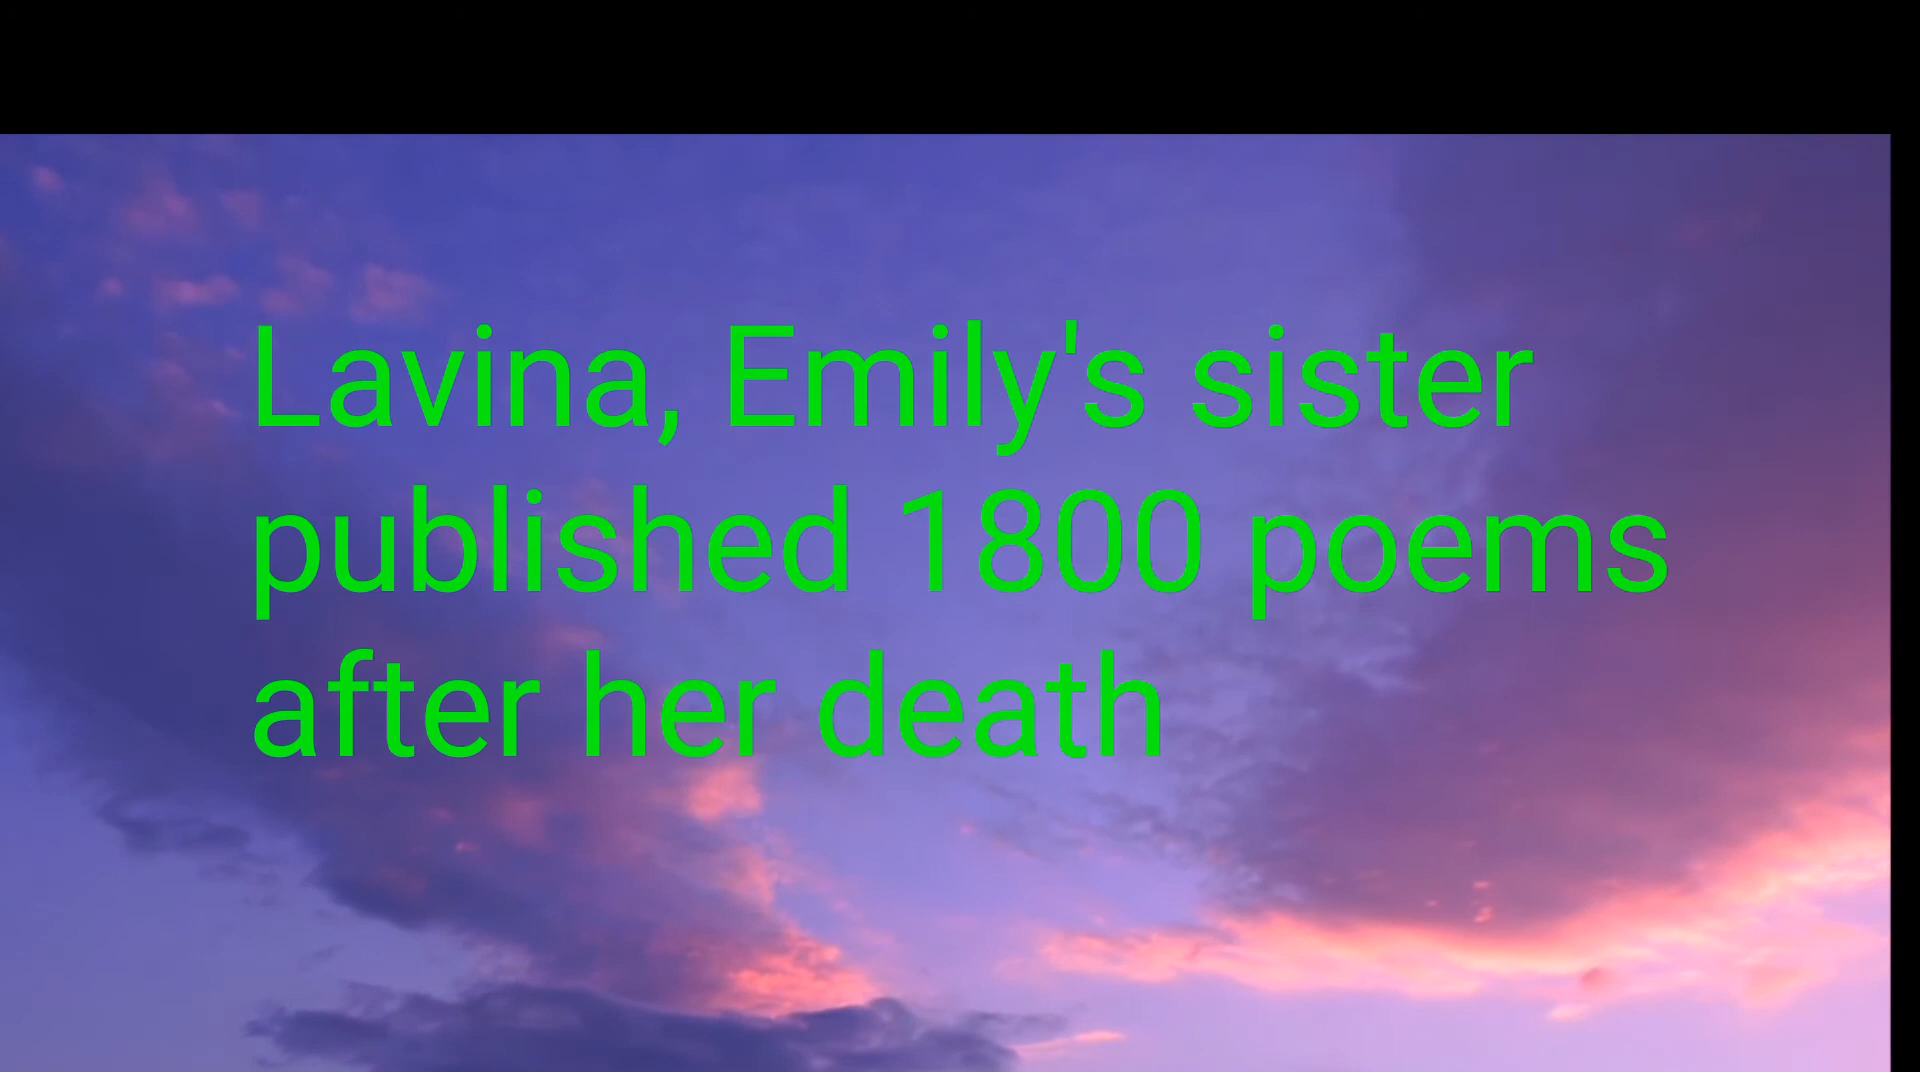 Lavina, Emily's sister
published 1800 poems
after her death